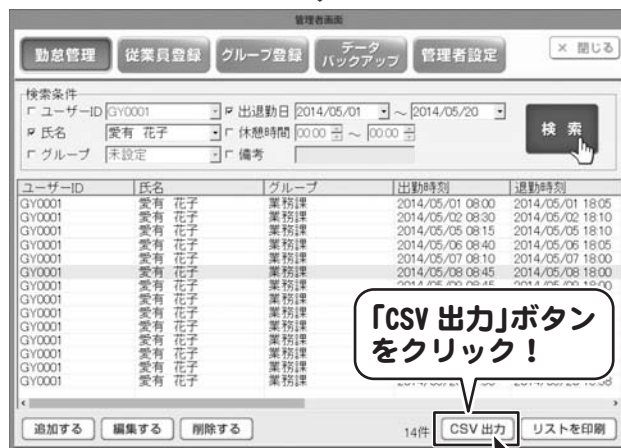 管理者画面
勤怠管理 従業員登録 グループ登録 データバックアップ 管理者設定 × 閉じる
検索条件
ユーザーID GY0001 出退勤日 2014/05/01 ～ 2014/05/20
氏名 愛有 花子 休憩時間 00:00 ～ 00:00
グループ 未設定 備考
検索
ユーザーID 氏名 グループ 出勤時刻 退勤時刻
GY0001 愛有 花子 業務課 2014/05/01 08:00 2014/05/01 18:05
GY0001 愛有 花子 業務課 2014/05/02 08:30 2014/05/02 18:10
GY0001 愛有 花子 業務課 2014/05/05 08:15 2014/05/05 18:10
GY0001 愛有 花子 業務課 2014/05/06 08:40 2014/05/06 18:05
GY0001 愛有 花子 業務課 2014/05/07 08:10 2014/05/07 18:00
GY0001 愛有 花子 業務課 2014/05/08 08:45 2014/05/08 18:00
GY0001 愛有 花子 業務課
GY0001 愛有 花子 業務課
GY0001 愛有 花子 業務課
GY0001 愛有 花子 業務課
GY0001 愛有 花子 業務課
GY0001 愛有 花子 業務課
GY0001 愛有 花子 業務課
GY0001 愛有 花子 業務課
「CSV 出力」ボタン
をクリック！
追加する 編集する 削除する 14件 CSV 出力 リストを印刷